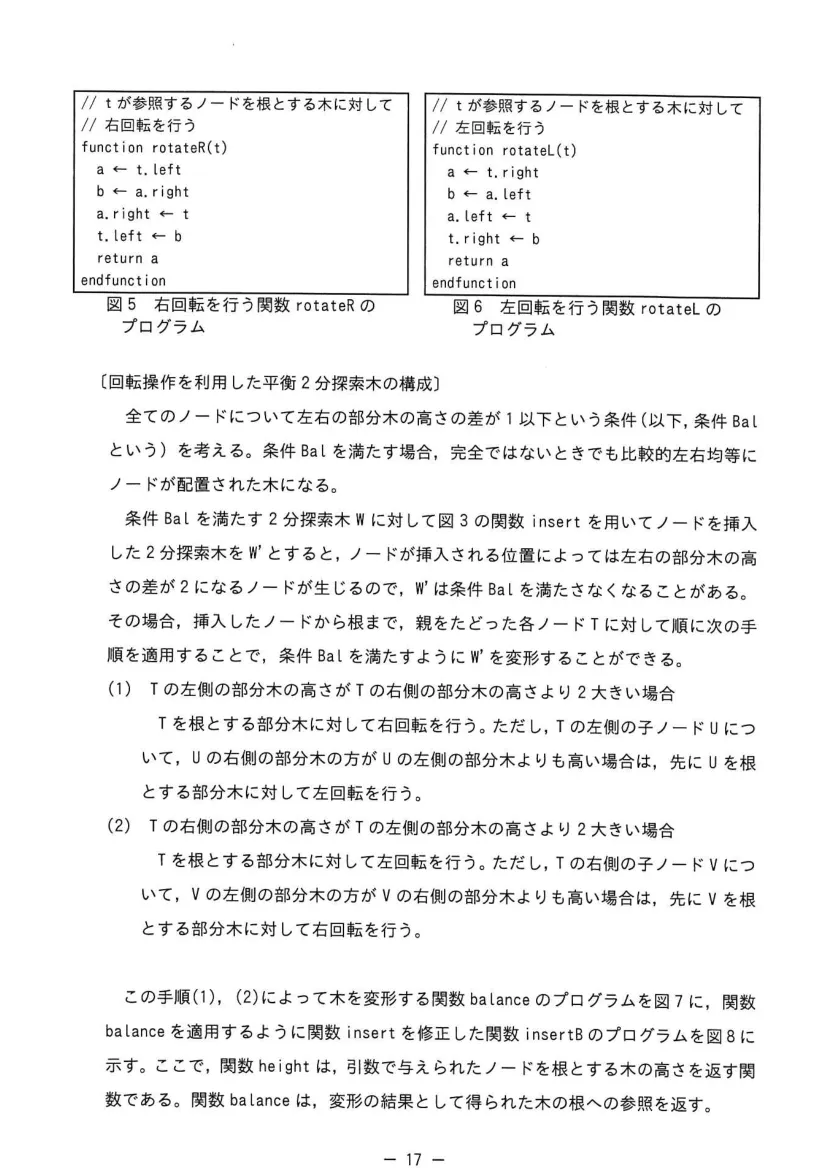 // t が参照するノードを根とする木に対して
// 右回転を行う
function rotateR(t)
a ← t.left
b ← a.right
a.right ← t
t.left ← b
return a
endfunction
図5 右回転を行う関数 rotateR の
プログラム
// t が参照するノードを根とする木に対して
// 左回転を行う
function rotateL(t)
a ← t.right
b ← a.left
a.left ← t
t.right ← b
return a
endfunction
図6 左回転を行う関数 rotateL の
プログラム
〔回転操作を利用した平衡2分探索木の構成〕
全てのノードについて左右の部分木の高さの差が1以下という条件(以下,条件 Bal
という)を考える。条件 Bal を満たす場合,完全ではないときでも比較的左右均等に
ノードが配置された木になる。
条件 Bal を満たす2分探索木 W に対して図3の関数 insert を用いてノードを挿入
した2分探索木を W' とすると,ノードが挿入される位置によっては左右の部分木の高
さの差が2になるノードが生じるので,W' は条件 Bal を満たさなくなることがある。
その場合,挿入したノードから根まで,親をたどった各ノード T に対して順に次の手
順を適用することで,条件 Bal を満たすように W' を変形することができる。
(1) T の左側の部分木の高さが T の右側の部分木の高さより2大きい場合
T を根とする部分木に対して右回転を行う。ただし,T の左側の子ノード U につ
いて,U の右側の部分木の方が U の左側の部分木よりも高い場合は,先に U を根
とする部分木に対して左回転を行う。
(2) T の右側の部分木の高さが T の左側の部分木の高さより2大きい場合
T を根とする部分木に対して左回転を行う。ただし,T の右側の子ノード V につ
いて,V の左側の部分木の方が V の右側の部分木よりも高い場合は,先に V を根
とする部分木に対して右回転を行う。
この手順(1),(2)によって木を変形する関数 balance のプログラムを図7に,関数
balance を適用するように関数 insert を修正した関数 insertB のプログラムを図8に
示す。ここで,関数 height は,引数で与えられたノードを根とする木の高さを返す関
数である。関数 balance は,変形の結果として得られた木の根への参照を返す。
− 17 −